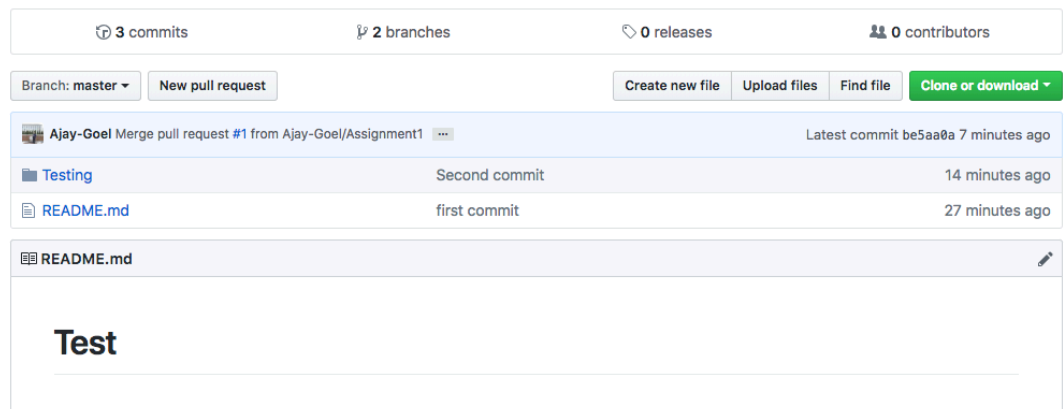 3 commits 2 branches 0 releases 0 contributors
Branch: master New pull request Create new file Upload files Find file Clone or download
Ajay-Goel Merge pull request #1 from Ajay-Goel/Assignment1 ... Latest commit be5aa0a 7 minutes ago
Testing Second commit 14 minutes ago
README.md first commit 27 minutes ago
README.md
Test